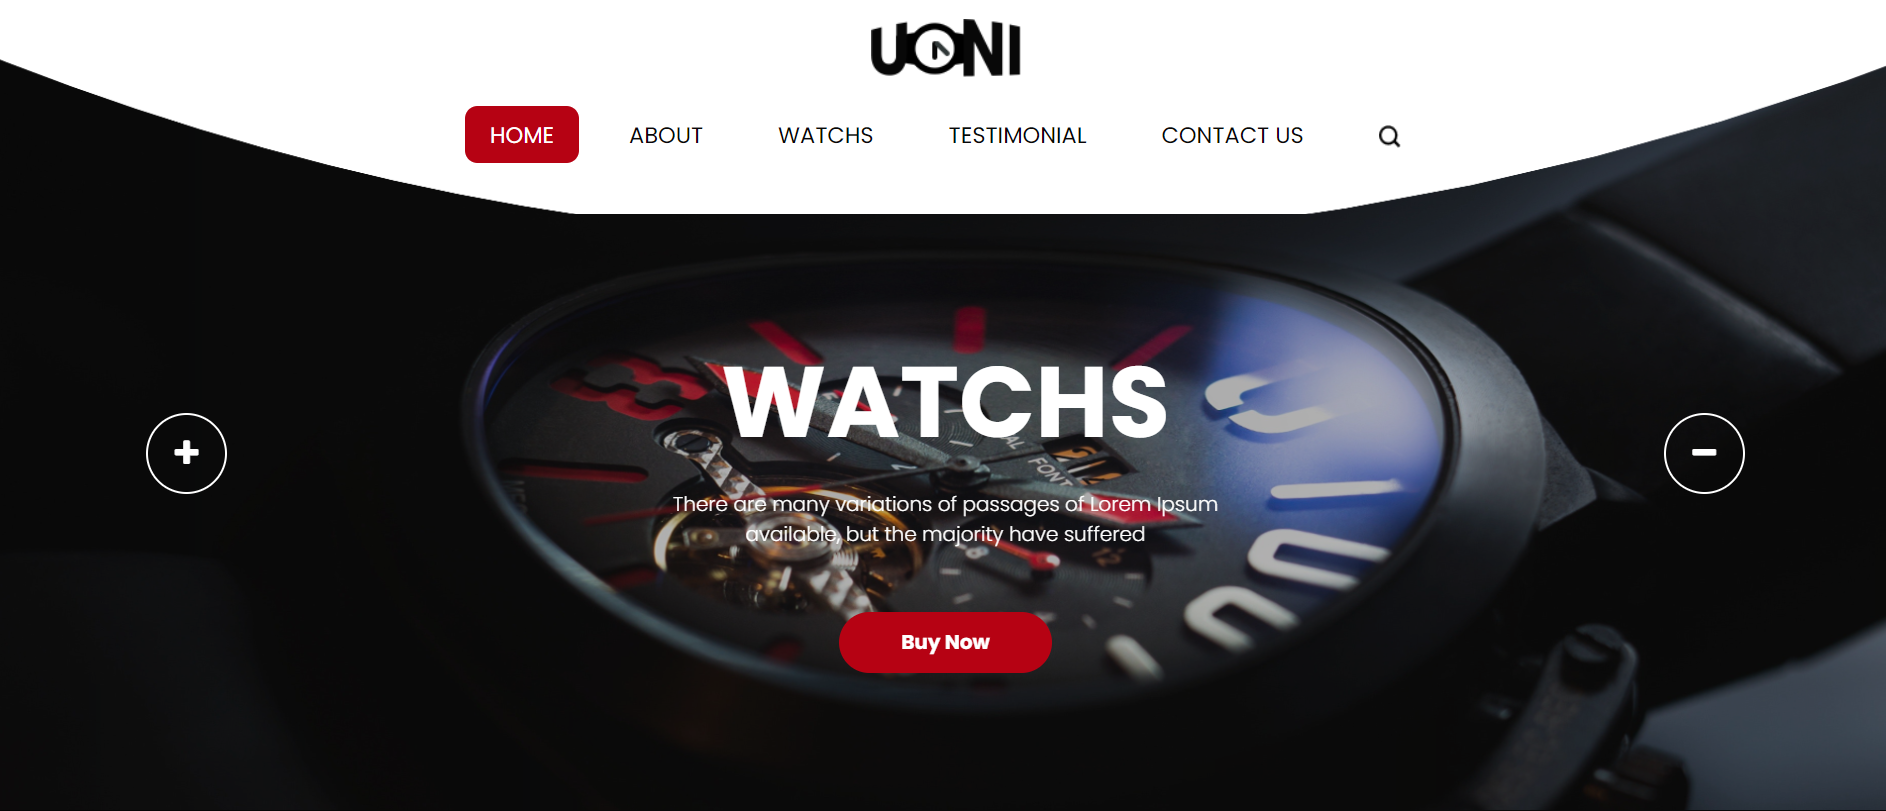 UONI
HOME ABOUT WATCHS TESTIMONIAL CONTACT US
WATCHS
There are many variations of passages of Lorem Ipsum
available, but the majority have suffered
Buy Now